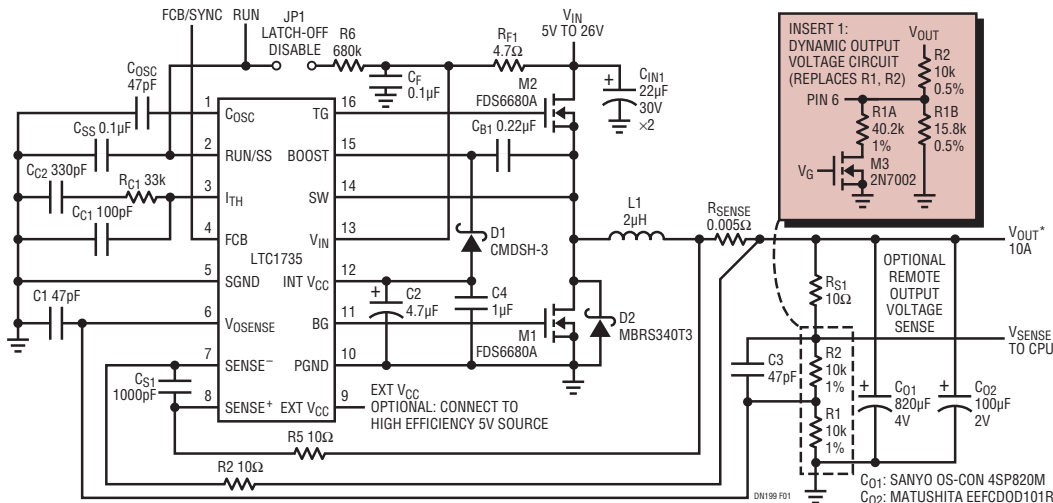 FCB/SYNC RUN
JP1
LATCH-OFF
DISABLE
R6
680k
CF
0.1µF
RF1
4.7Ω
VIN
5V TO 26V
M2
FDS6680A
CIN1
22µF
30V
×2
COSC
47pF
CSS 0.1µF
CC2 330pF
RC1 33k
CC1 100pF
C1 47pF
CS1
1000pF
1 COSC
2 RUN/SS
3 ITH
4 FCB
5 SGND
6 VOSENSE
7 SENSE−
8 SENSE+
LTC1735
TG 16
BOOST 15
SW 14
VIN 13
INT VCC 12
BG 11
PGND 10
EXT VCC 9
CB1 0.22µF
D1
CMDSH-3
C2
4.7µF
C4
1µF
M1
FDS6680A
D2
MBRS340T3
EXT VCC
OPTIONAL: CONNECT TO
HIGH EFFICIENCY 5V SOURCE
R5 10Ω
R2 10Ω
L1
2µH
RSENSE
0.005Ω
INSERT 1:
DYNAMIC OUTPUT
VOLTAGE CIRCUIT
(REPLACES R1, R2)
VOUT
R2
10k
0.5%
PIN 6
R1A
40.2k
1%
R1B
15.8k
0.5%
VG
M3
2N7002
VOUT*
10A
RS1
10Ω
OPTIONAL
REMOTE
OUTPUT
VOLTAGE
SENSE
VSENSE
TO CPU
C3
47pF
R2
10k
1%
R1
10k
1%
CO1
820µF
4V
CO2
100µF
2V
DN199 F01
CO1: SANYO OS-CON 4SP820M
CO2: MATUSHITA EEFCDOD101R